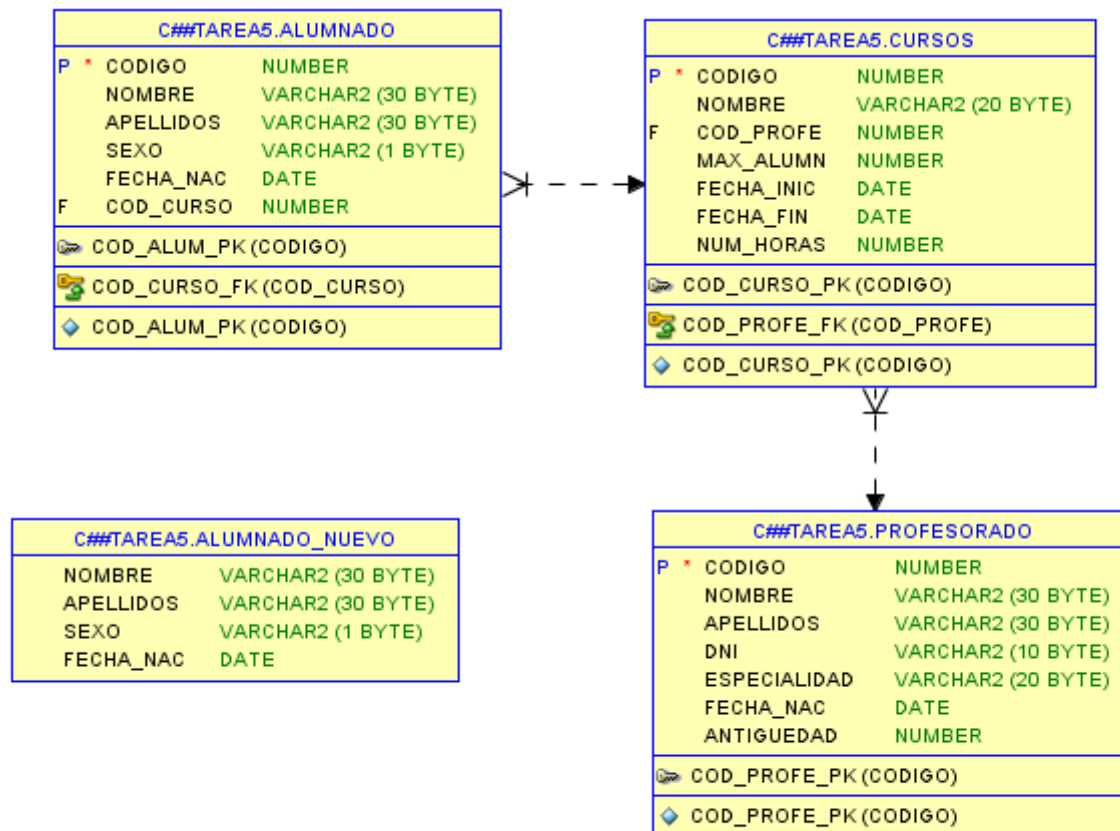 C##TAREA5.ALUMNADO
P * CODIGO NUMBER
NOMBRE VARCHAR2 (30 BYTE)
APELLIDOS VARCHAR2 (30 BYTE)
SEXO VARCHAR2 (1 BYTE)
FECHA_NAC DATE
F COD_CURSO NUMBER
COD_ALUM_PK (CODIGO)
COD_CURSO_FK (COD_CURSO)
COD_ALUM_PK (CODIGO)
C##TAREA5.CURSOS
P * CODIGO NUMBER
NOMBRE VARCHAR2 (20 BYTE)
F COD_PROFE NUMBER
MAX_ALUMN NUMBER
FECHA_INIC DATE
FECHA_FIN DATE
NUM_HORAS NUMBER
COD_CURSO_PK (CODIGO)
COD_PROFE_FK (COD_PROFE)
COD_CURSO_PK (CODIGO)
C##TAREA5.ALUMNADO_NUEVO
NOMBRE VARCHAR2 (30 BYTE)
APELLIDOS VARCHAR2 (30 BYTE)
SEXO VARCHAR2 (1 BYTE)
FECHA_NAC DATE
C##TAREA5.PROFESORADO
P * CODIGO NUMBER
NOMBRE VARCHAR2 (30 BYTE)
APELLIDOS VARCHAR2 (30 BYTE)
DNI VARCHAR2 (10 BYTE)
ESPECIALIDAD VARCHAR2 (20 BYTE)
FECHA_NAC DATE
ANTIGUEDAD NUMBER
COD_PROFE_PK (CODIGO)
COD_PROFE_PK (CODIGO)